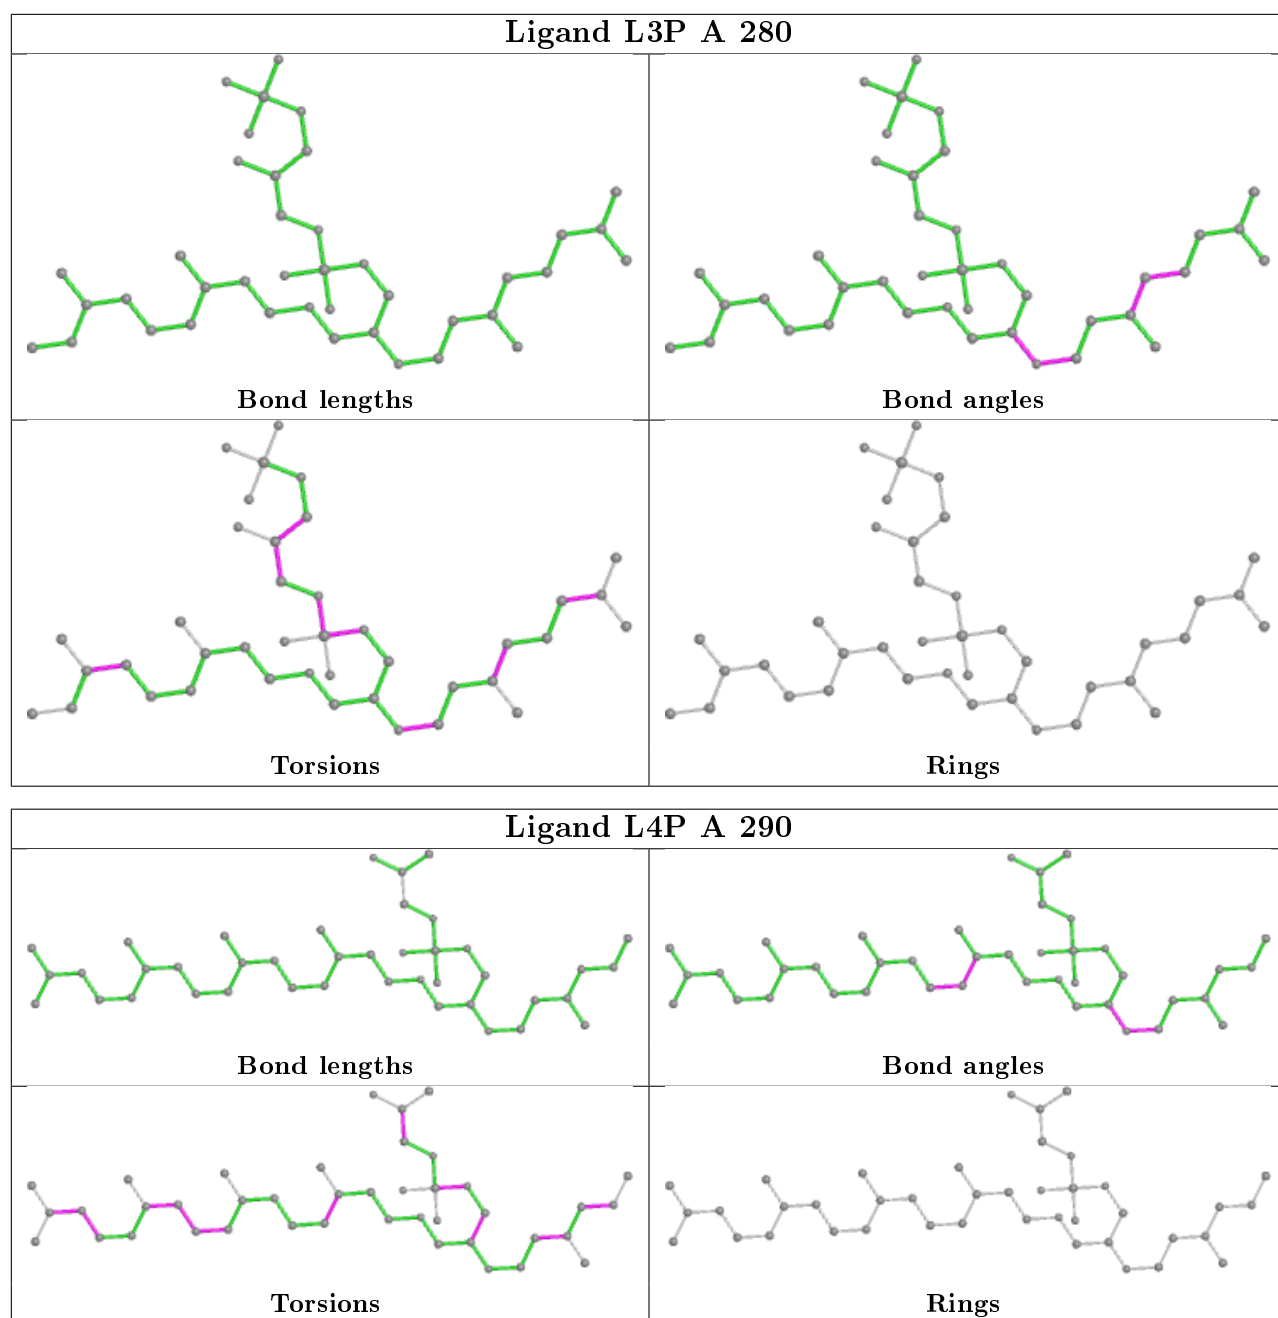 Ligand L3P A 280
Bond lengths
Bond angles
Torsions
Rings
Ligand L4P A 290
Bond lengths
Bond angles
Torsions
Rings